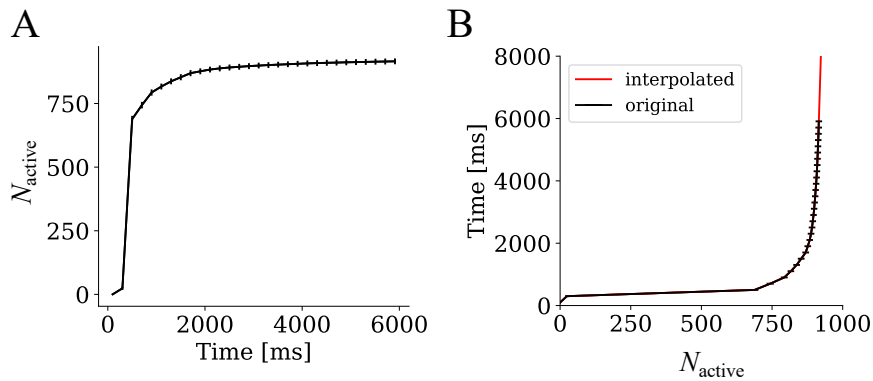 A
N_active
750
500
250
0
0 2000 4000 6000
Time [ms]
B
Time [ms]
8000
6000
4000
2000
0
interpolated
original
0 250 500 750 1000
N_active